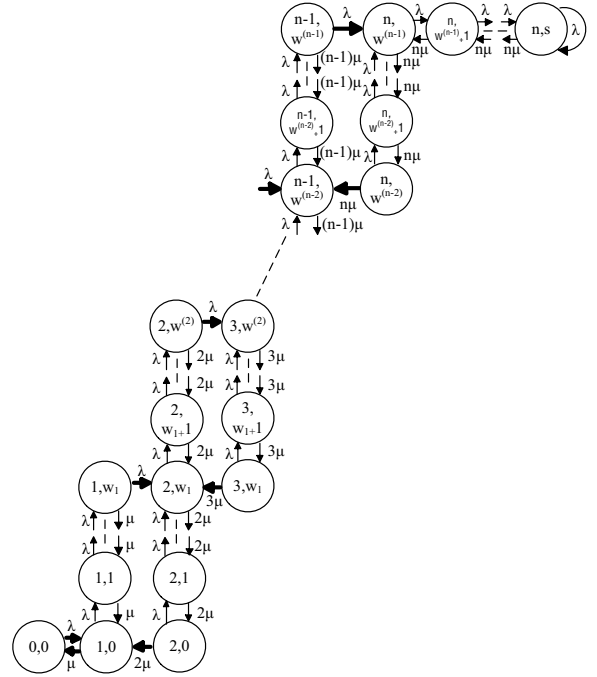 λ
λ
λ
λ
λ
n-1,
w(n-1)
n,
w(n-1)
n,
w(n-1)+1
n,s
λ
nμ
nμ
nμ
λ
(n-1)μ
λ
nμ
λ
(n-1)μ
λ
nμ
n-1,
w(n-2)+1
n,
w(n-2)+1
λ
(n-1)μ
λ
nμ
λ
n-1,
w(n-2)
n,
w(n-2)
nμ
λ
(n-1)μ
λ
2,w(2)
3,w(2)
λ
2μ
λ
3μ
λ
2μ
λ
3μ
2,
w1+1
3,
w1+1
λ
2μ
λ
3μ
λ
1,w1
2,w1
3,w1
3μ
λ
μ
λ
2μ
λ
μ
λ
2μ
1,1
2,1
λ
μ
λ
2μ
λ
0,0
1,0
2,0
μ
2μ